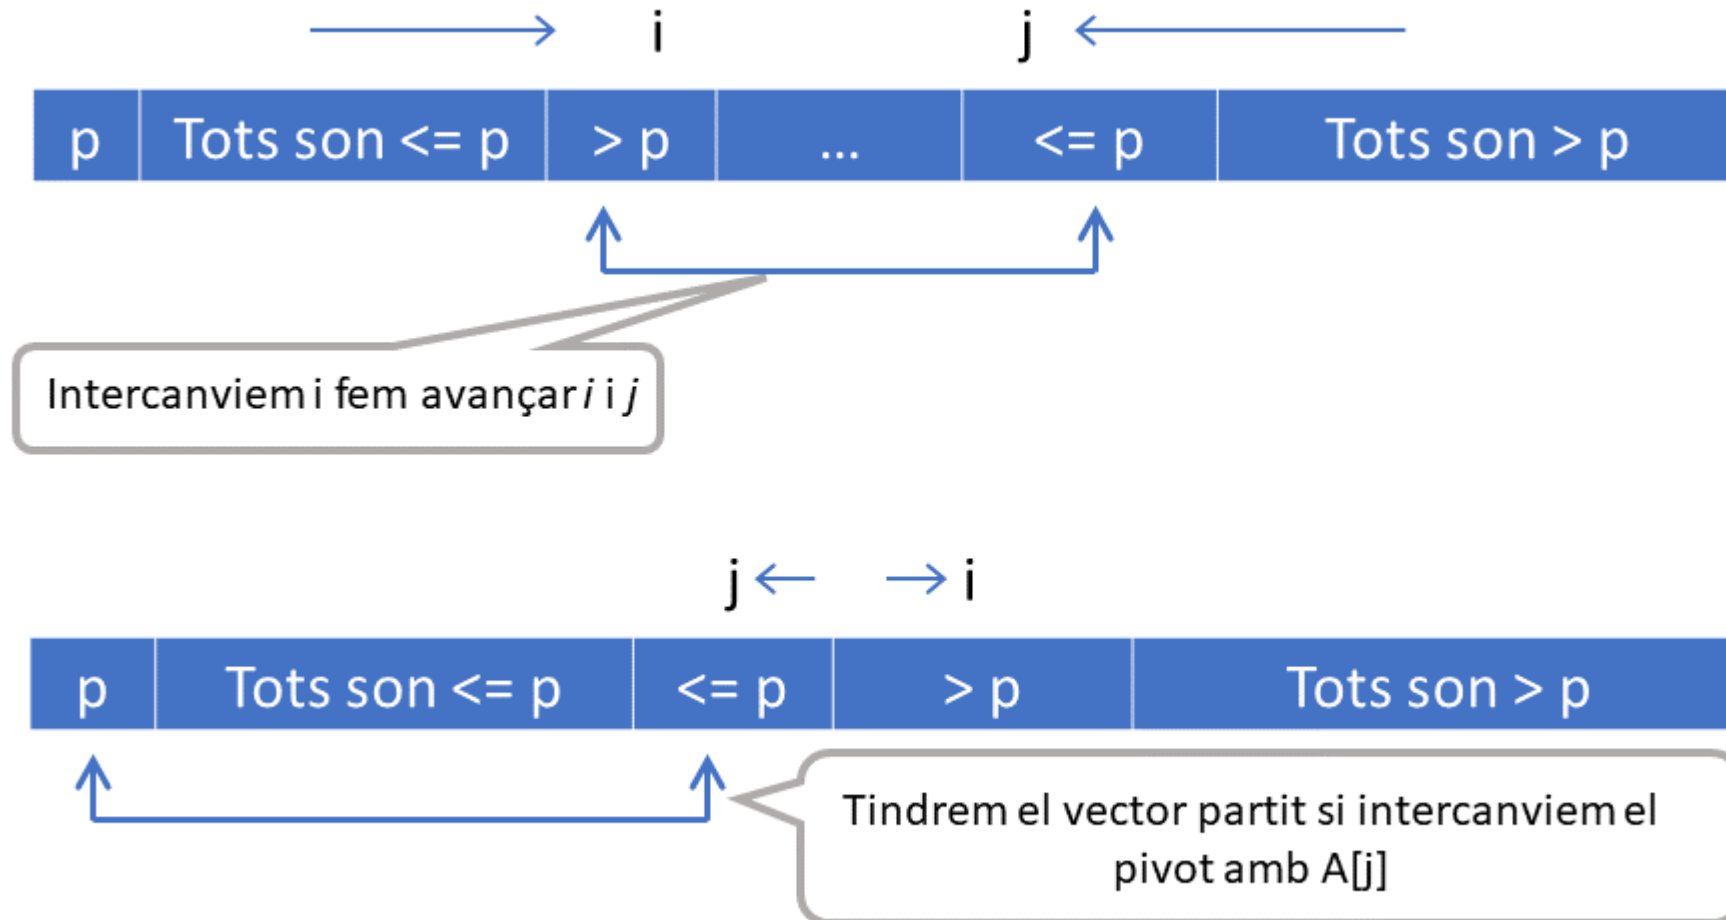 i j
p Tots son <= p > p ... <= p Tots son > p
Intercanviem i fem avançar i i j
j i
p Tots son <= p <= p > p Tots son > p
Tindrem el vector partit si intercanviem el
pivot amb A[j]